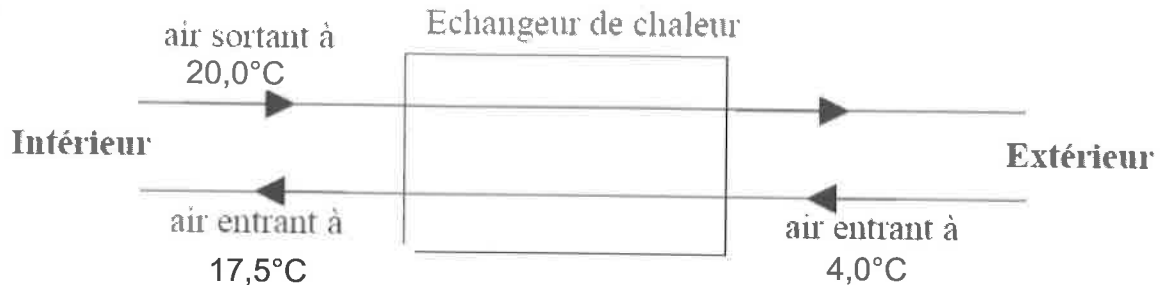 Echangeur de chaleur
air sortant à
20,0°C
Intérieur
Extérieur
air entrant à
17,5°C
air entrant à
4,0°C